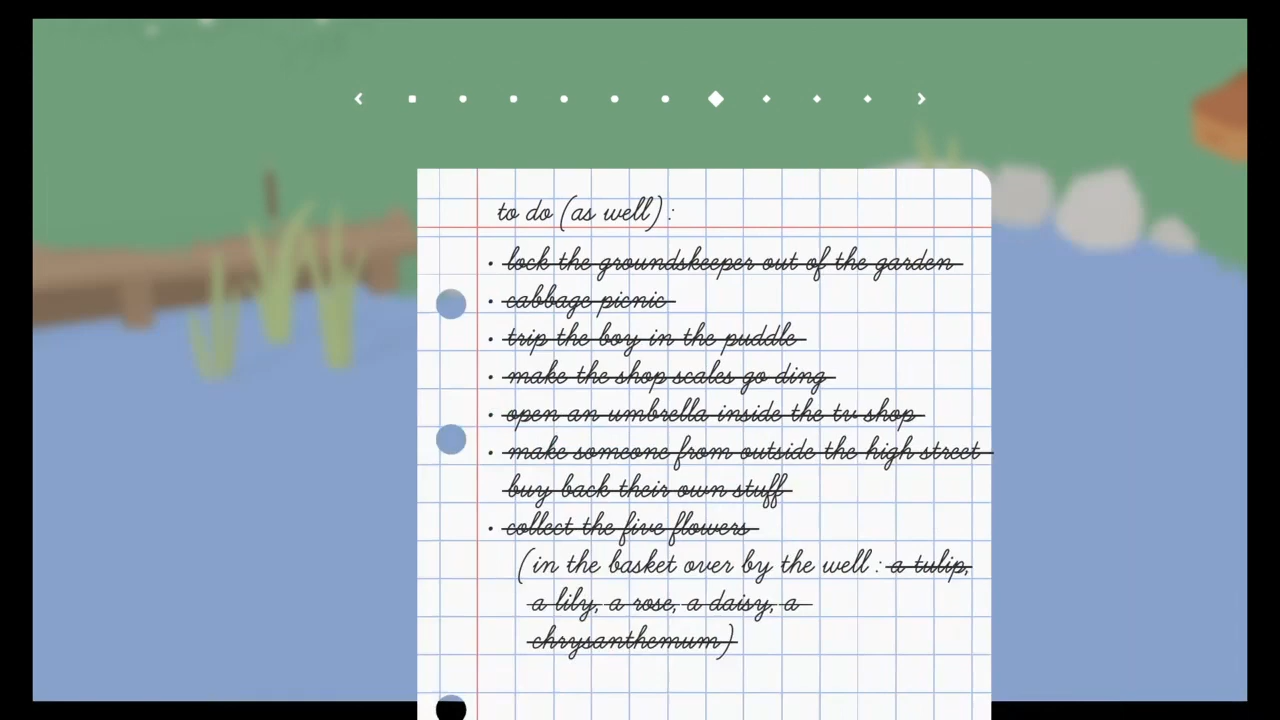 to do (as well) :
• lock the groundskeeper out of the garden
• cabbage picnic
• trip the boy in the puddle
• make the shop scales go ding
• open an umbrella inside the tv shop
• make someone from outside the high street
buy back their own stuff
• collect the five flowers
(in the basket over by the well : a tulip,
a lily, a rose, a daisy, a
chrysanthemum)